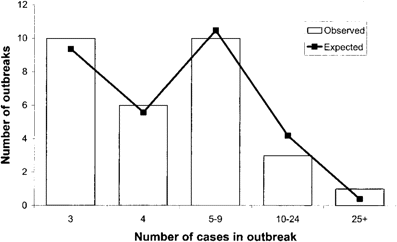 12
10
8
6
4
2
0
Number of outbreaks
Observed
Expected
3 4 5-9 10-24 25+
Number of cases in outbreak